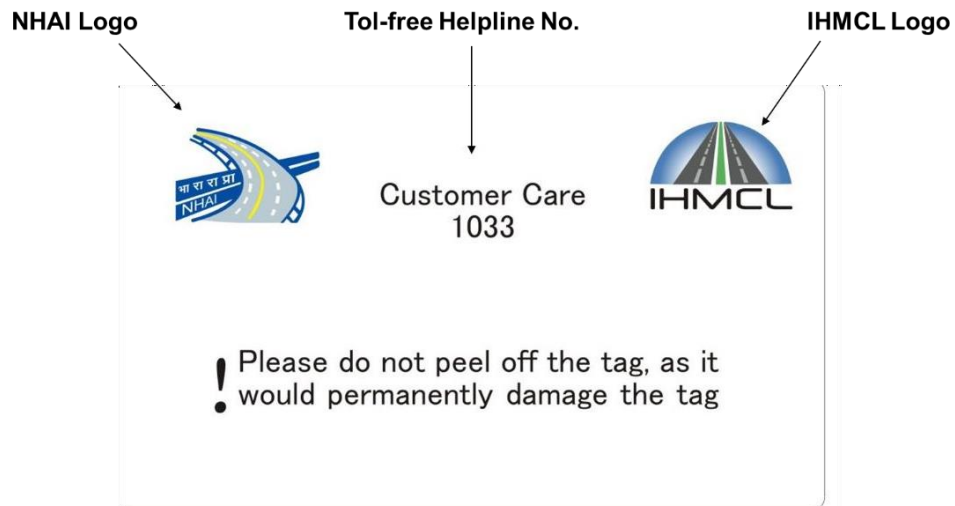 NHAI Logo
Tol-free Helpline No.
IHMCL Logo
भा रा रा प्रा
NHAI
Customer Care
1033
IHMCL
! Please do not peel off the tag, as it
would permanently damage the tag